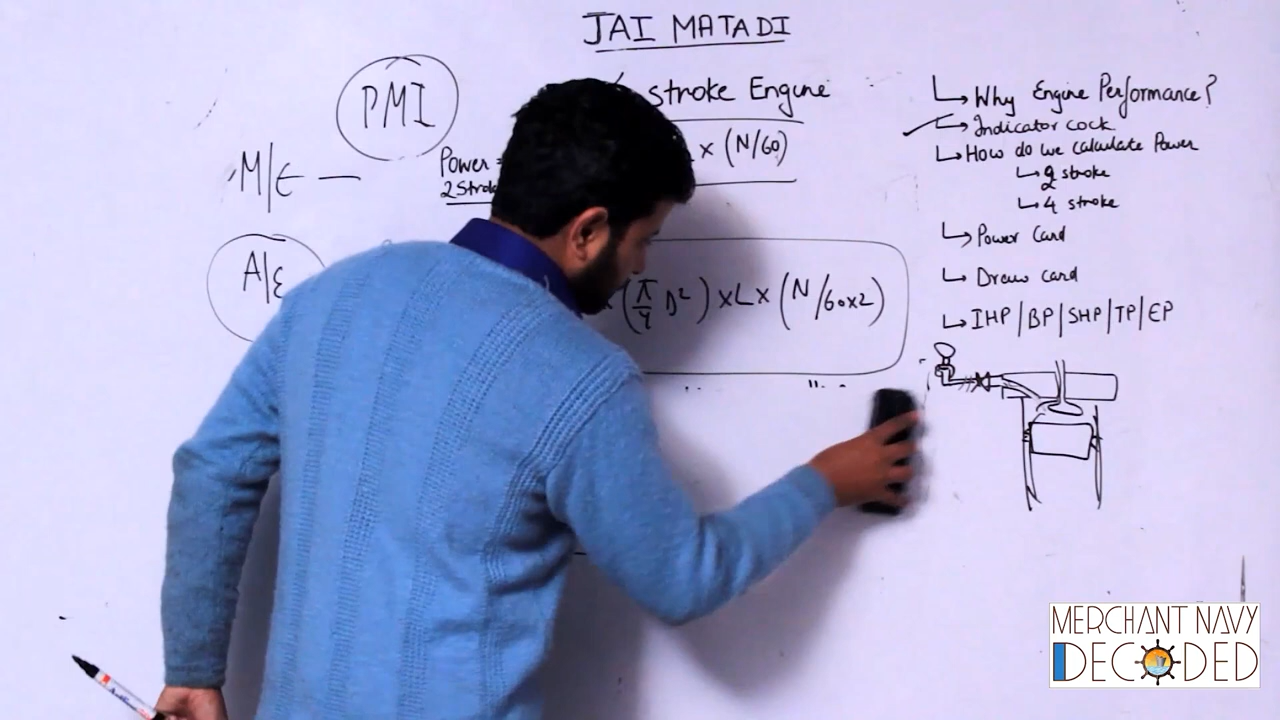 JAI MATADI
PMI
stroke Engine
M/E —
Power =
2 Stroke
x (N/60)
A/E
(π/4 D²) x L x (N/60x2)
↳ Why Engine Performance?
↳ Indicator cock
↳ How do we calculate Power
↳ 2 stroke
↳ 4 stroke
↳ Power card
↳ Draw card
↳ IHP/BP/SHP/TP/EP
MERCHANT NAVY
DECODED